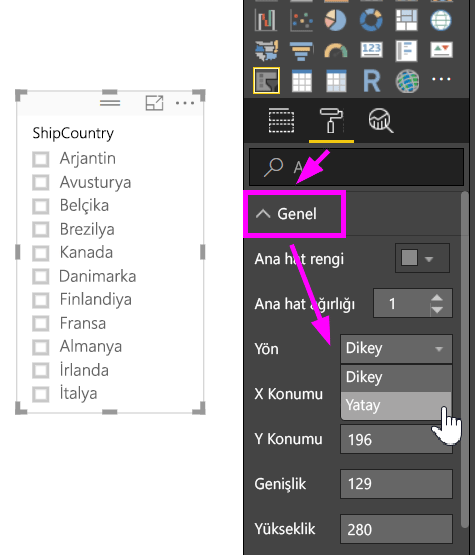 ShipCountry
Arjantin
Avusturya
Belçika
Brezilya
Kanada
Danimarka
Finlandiya
Fransa
Almanya
İrlanda
İtalya
123
R
Genel
Ana hat rengi
Ana hat ağırlığı 1
Yön Dikey
Dikey
Yatay
X Konumu
Y Konumu 196
Genişlik 129
Yükseklik 280